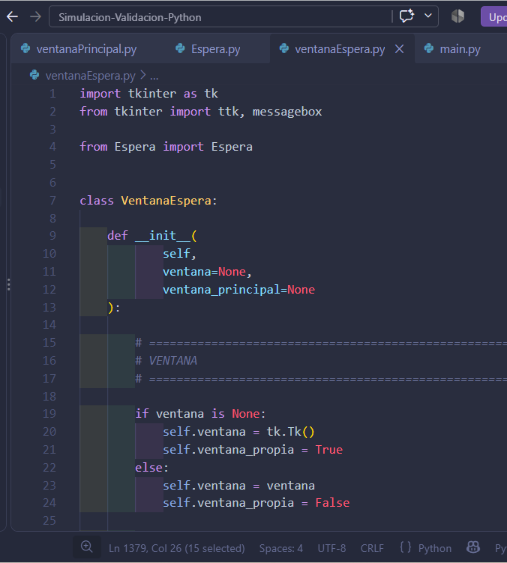 Simulacion-Validacion-Python
ventanaPrincipal.py Espera.py ventanaEspera.py main.py
ventanaEspera.py > ...
1 import tkinter as tk
2 from tkinter import ttk, messagebox
3
4 from Espera import Espera
5
6
7 class VentanaEspera:
8
9 def __init__(
10 self,
11 ventana=None,
12 ventana_principal=None
13 ):
14
15 # ==================================================
16 # VENTANA
17 # ==================================================
18
19 if ventana is None:
20 self.ventana = tk.Tk()
21 self.ventana_propia = True
22 else:
23 self.ventana = ventana
24 self.ventana_propia = False
25
Ln 1379, Col 26 (15 selected) Spaces: 4 UTF-8 CRLF {} Python